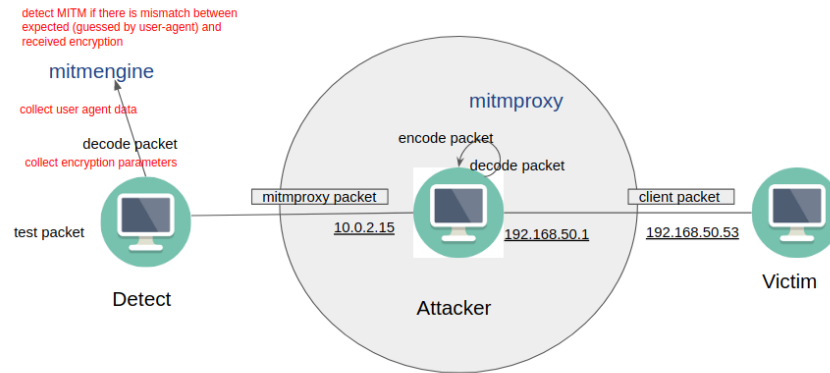 detect MITM if there is mismatch between
expected (guessed by user-agent) and
received encryption
mitmengine
collect user agent data
decode packet
collect encryption parameters
test packet
Detect
mitmproxy
encode packet
decode packet
mitmproxy packet
10.0.2.15
192.168.50.1
Attacker
client packet
192.168.50.53
Victim